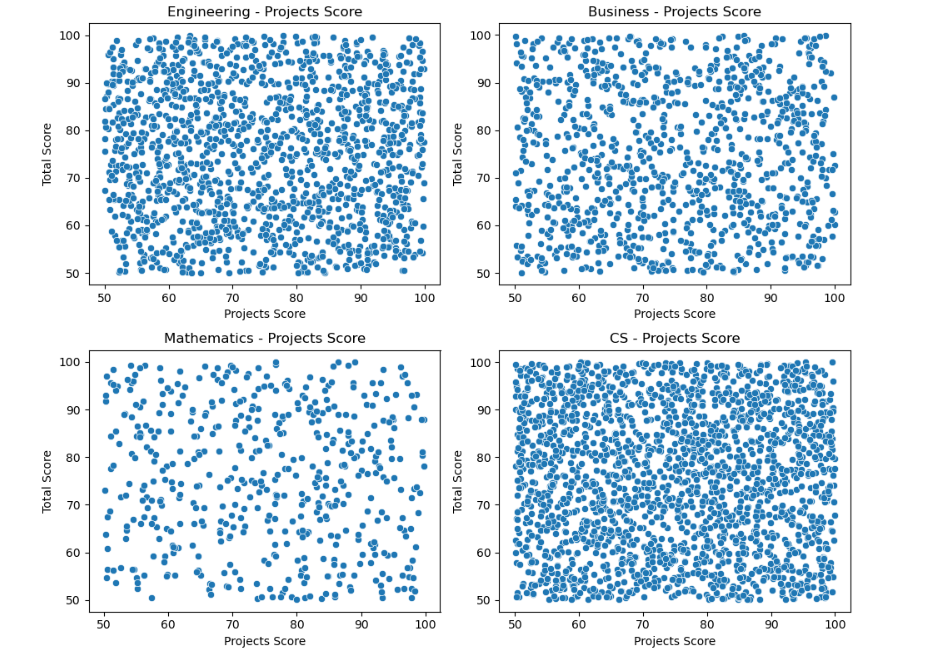 Engineering - Projects Score
100
90
80
70
60
50
Total Score
50 60 70 80 90 100
Projects Score
Business - Projects Score
100
90
80
70
60
50
Total Score
50 60 70 80 90 100
Projects Score
Mathematics - Projects Score
100
90
80
70
60
50
Total Score
50 60 70 80 90 100
Projects Score
CS - Projects Score
100
90
80
70
60
50
Total Score
50 60 70 80 90 100
Projects Score